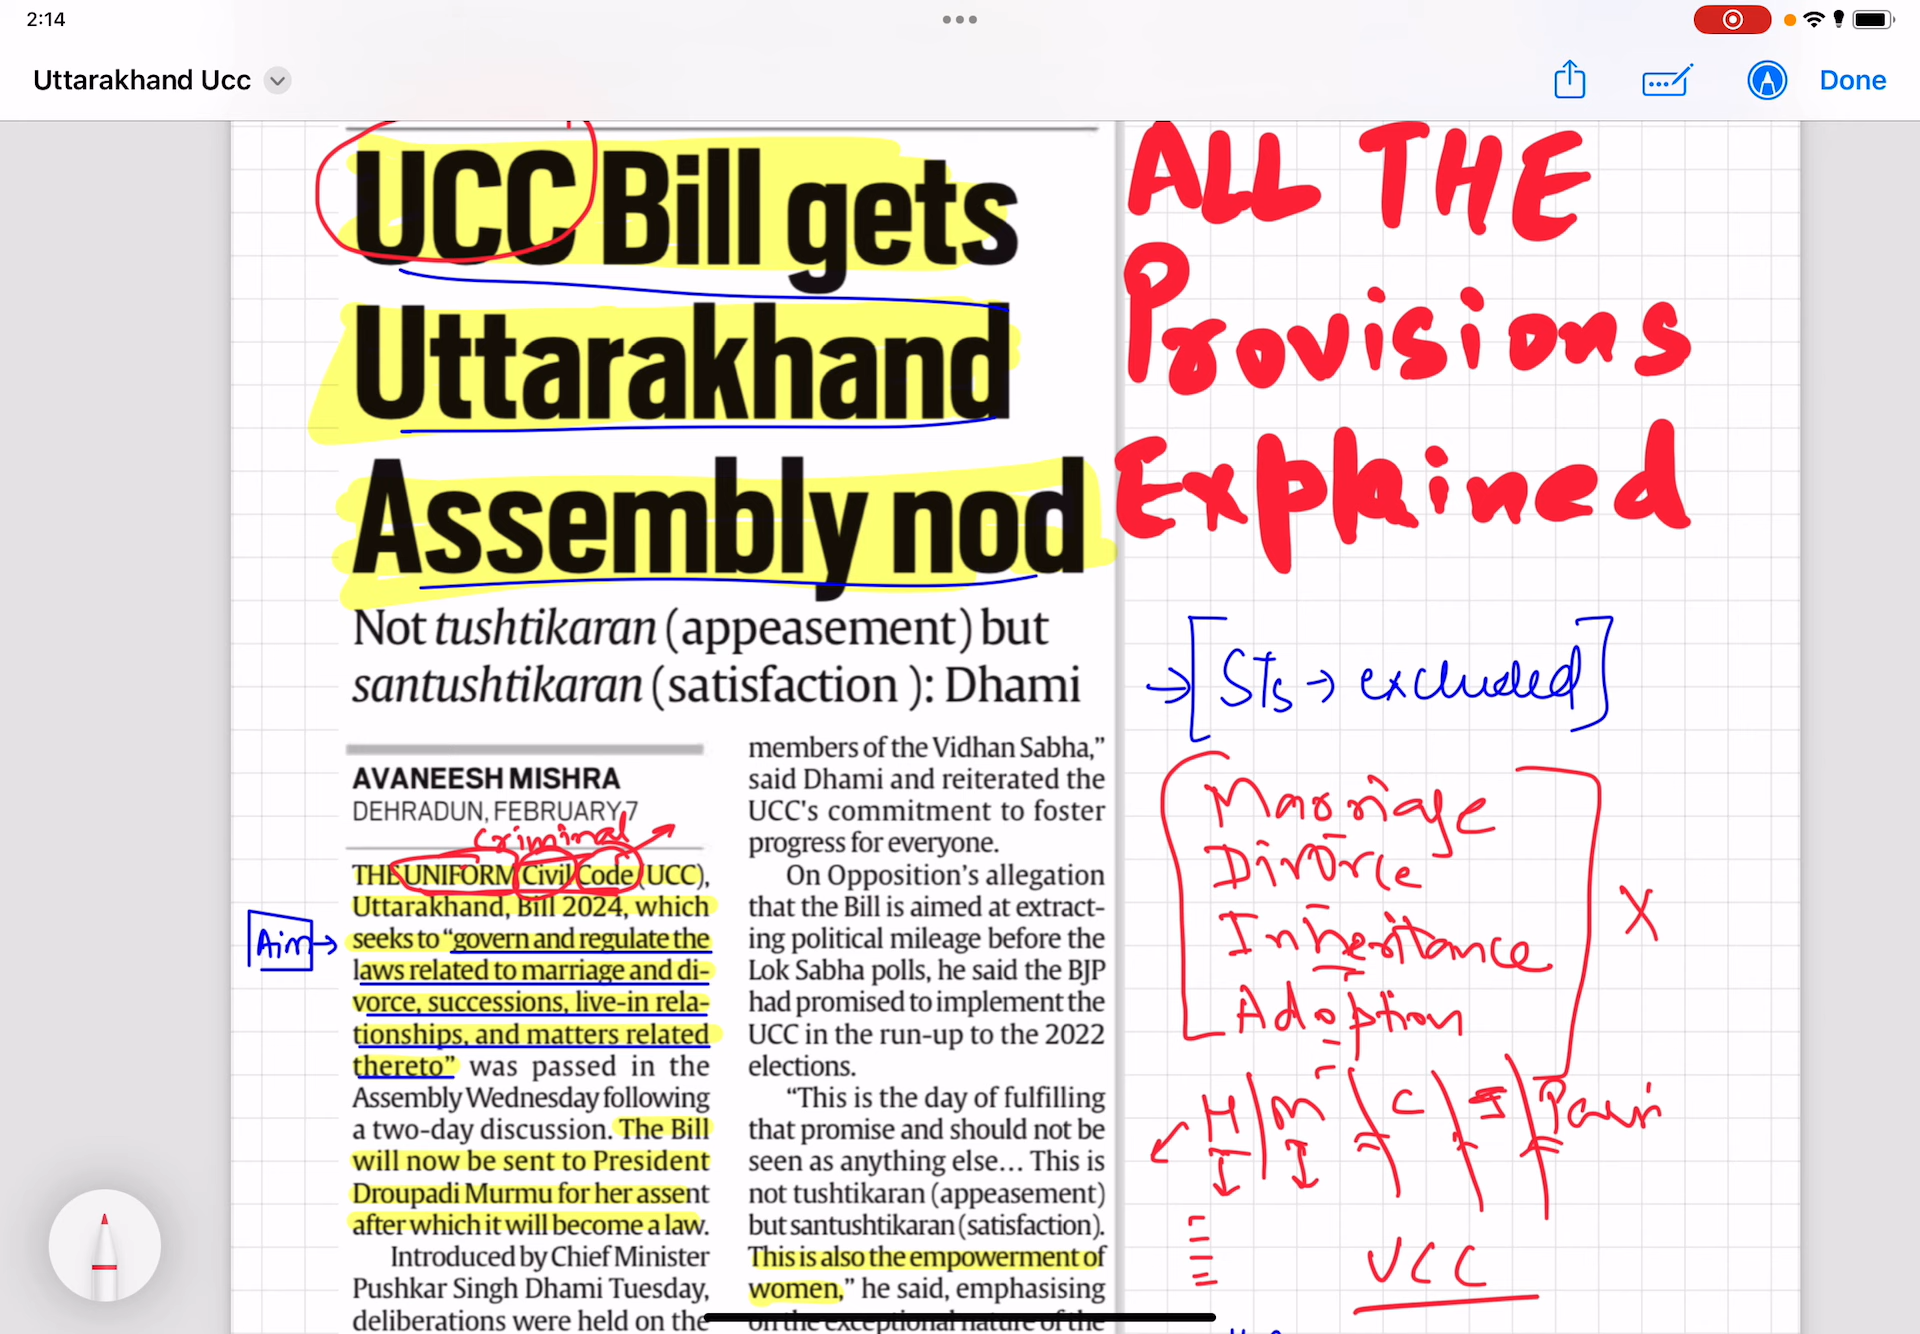 2:14
Uttarakhand Ucc
Done
UCC Bill gets
Uttarakhand
Assembly nod
Not tushtikaran (appeasement) but
santushtikaran (satisfaction ): Dhami
AVANEESH MISHRA
DEHRADUN, FEBRUARY 7
Criminal
THE UNIFORM Civil Code (UCC),
Uttarakhand, Bill 2024, which
Aim
seeks to “govern and regulate the
laws related to marriage and di-
vorce, successions, live-in rela-
tionships, and matters related
thereto” was passed in the
Assembly Wednesday following
a two-day discussion. The Bill
will now be sent to President
Droupadi Murmu for her assent
after which it will become a law.
Introduced by Chief Minister
Pushkar Singh Dhami Tuesday,
deliberations were held on the
members of the Vidhan Sabha,”
said Dhami and reiterated the
UCC's commitment to foster
progress for everyone.
On Opposition’s allegation
that the Bill is aimed at extract-
ing political mileage before the
Lok Sabha polls, he said the BJP
had promised to implement the
UCC in the run-up to the 2022
elections.
“This is the day of fulfilling
that promise and should not be
seen as anything else... This is
not tushtikaran (appeasement)
but santushtikaran (satisfaction).
This is also the empowerment of
women,” he said, emphasising
on the exceptional nature of the
ALL THE
Provisions
Explained
→ [STs → excluded]
Marriage
Divorce
Inheritance
Adoption
X
H M C J
UCC